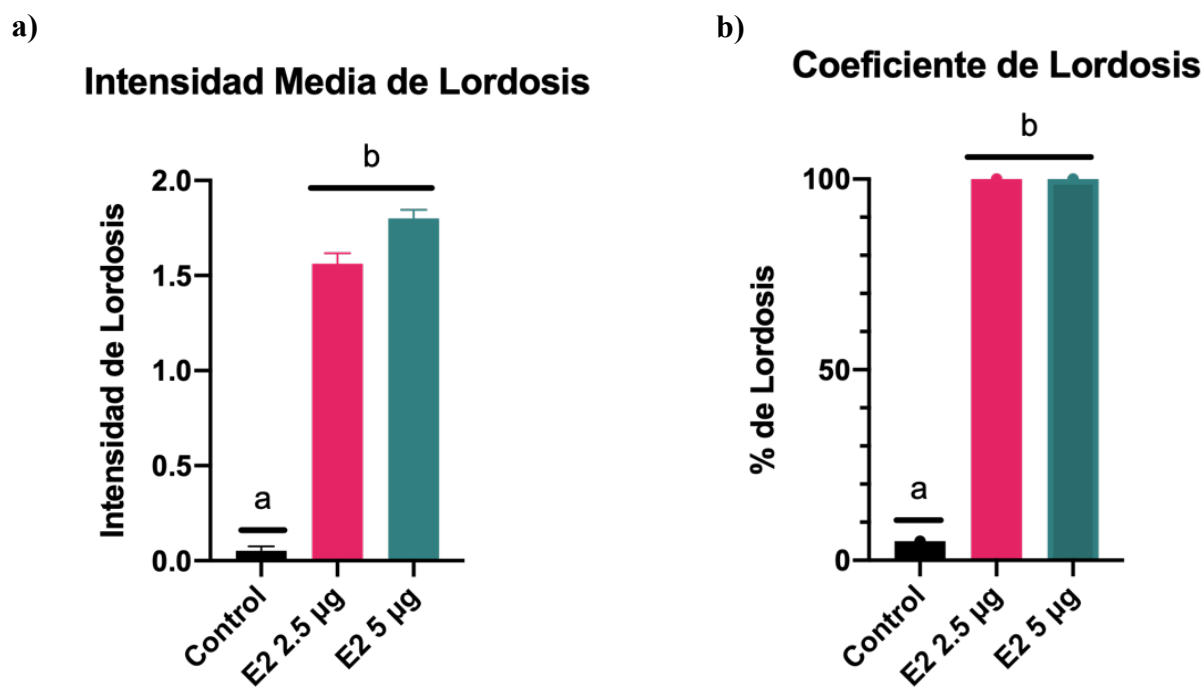 a)
Intensidad Media de Lordosis
Intensidad de Lordosis
2.0
1.5
1.0
0.5
0.0
a
b
Control
E2 2.5 µg
E2 5 µg
b)
Coeficiente de Lordosis
% de Lordosis
100
50
0
a
b
Control
E2 2.5 µg
E2 5 µg